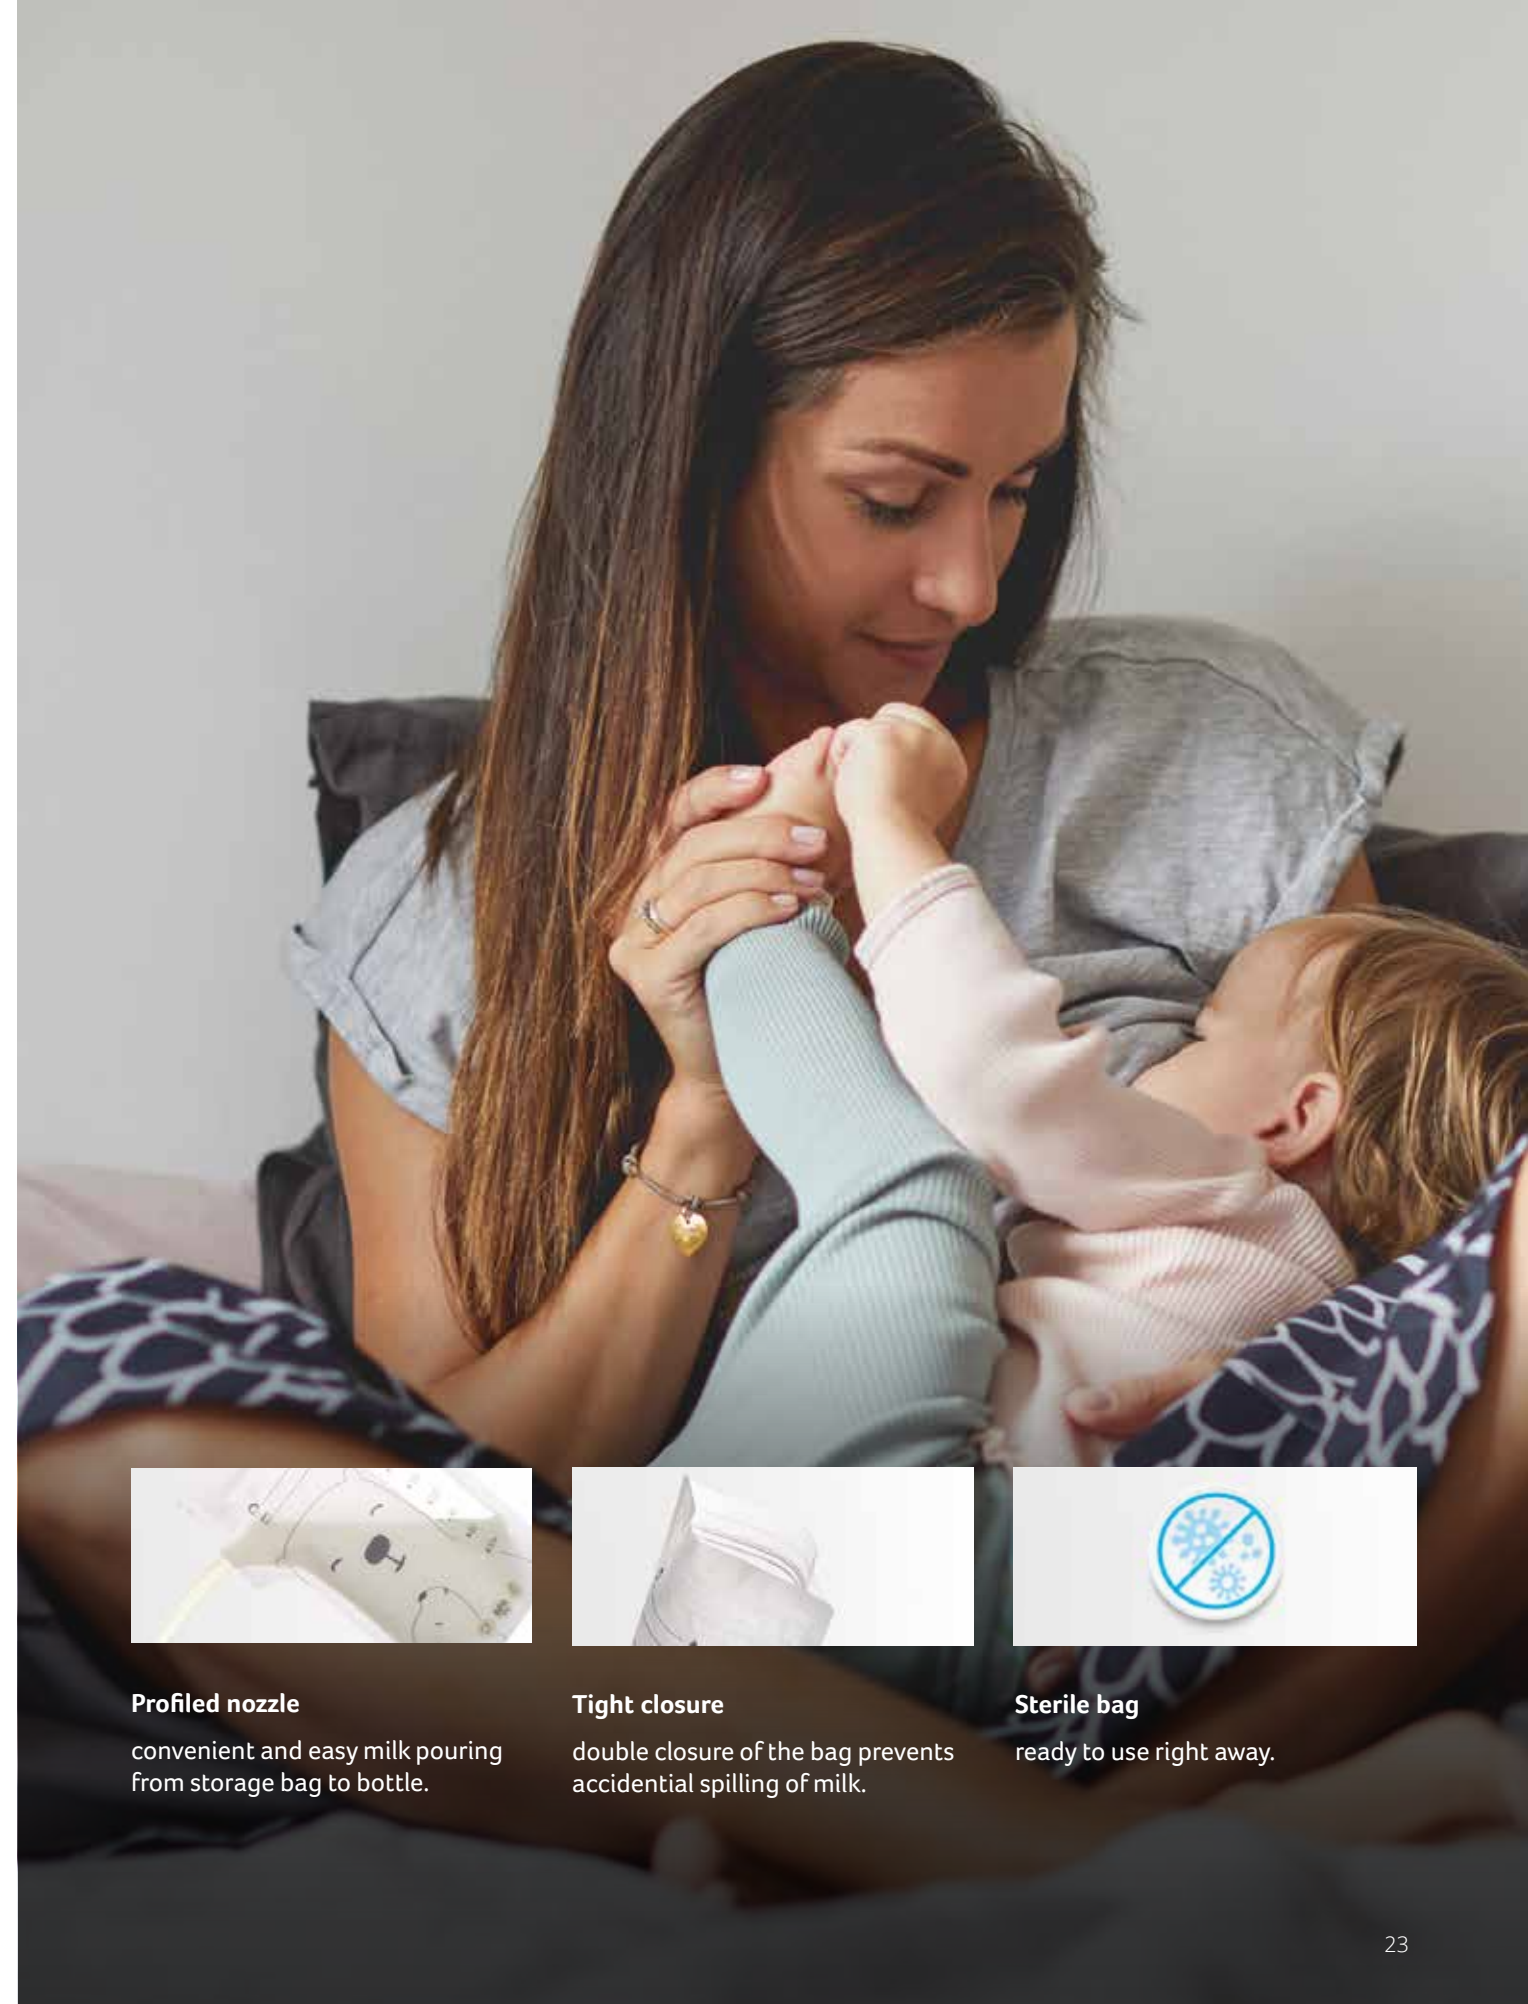 Profiled nozzle
convenient and easy milk pouring
from storage bag to bottle.
Tight closure
double closure of the bag prevents
accidential spilling of milk.
Sterile bag
ready to use right away.
23